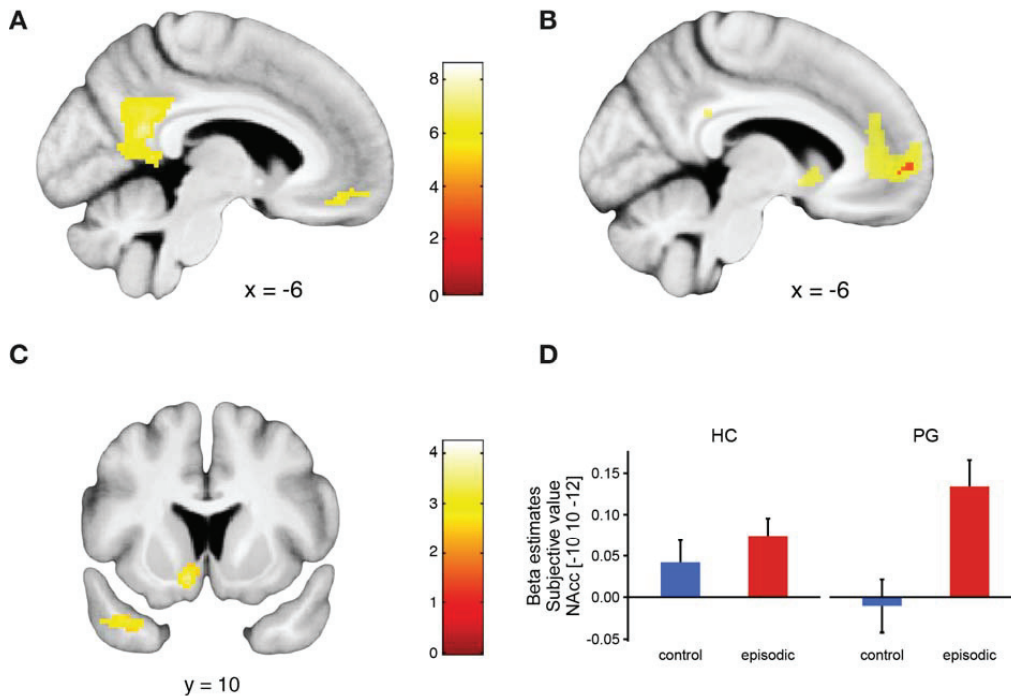 A
B
8
6
4
2
0
x = -6
x = -6
C
D
4
3
2
1
0
y = 10
HC
PG
Beta estimates
Subjective value
NAcc [-10 10 -12]
0.15
0.10
0.05
0.00
-0.05
control
episodic
control
episodic